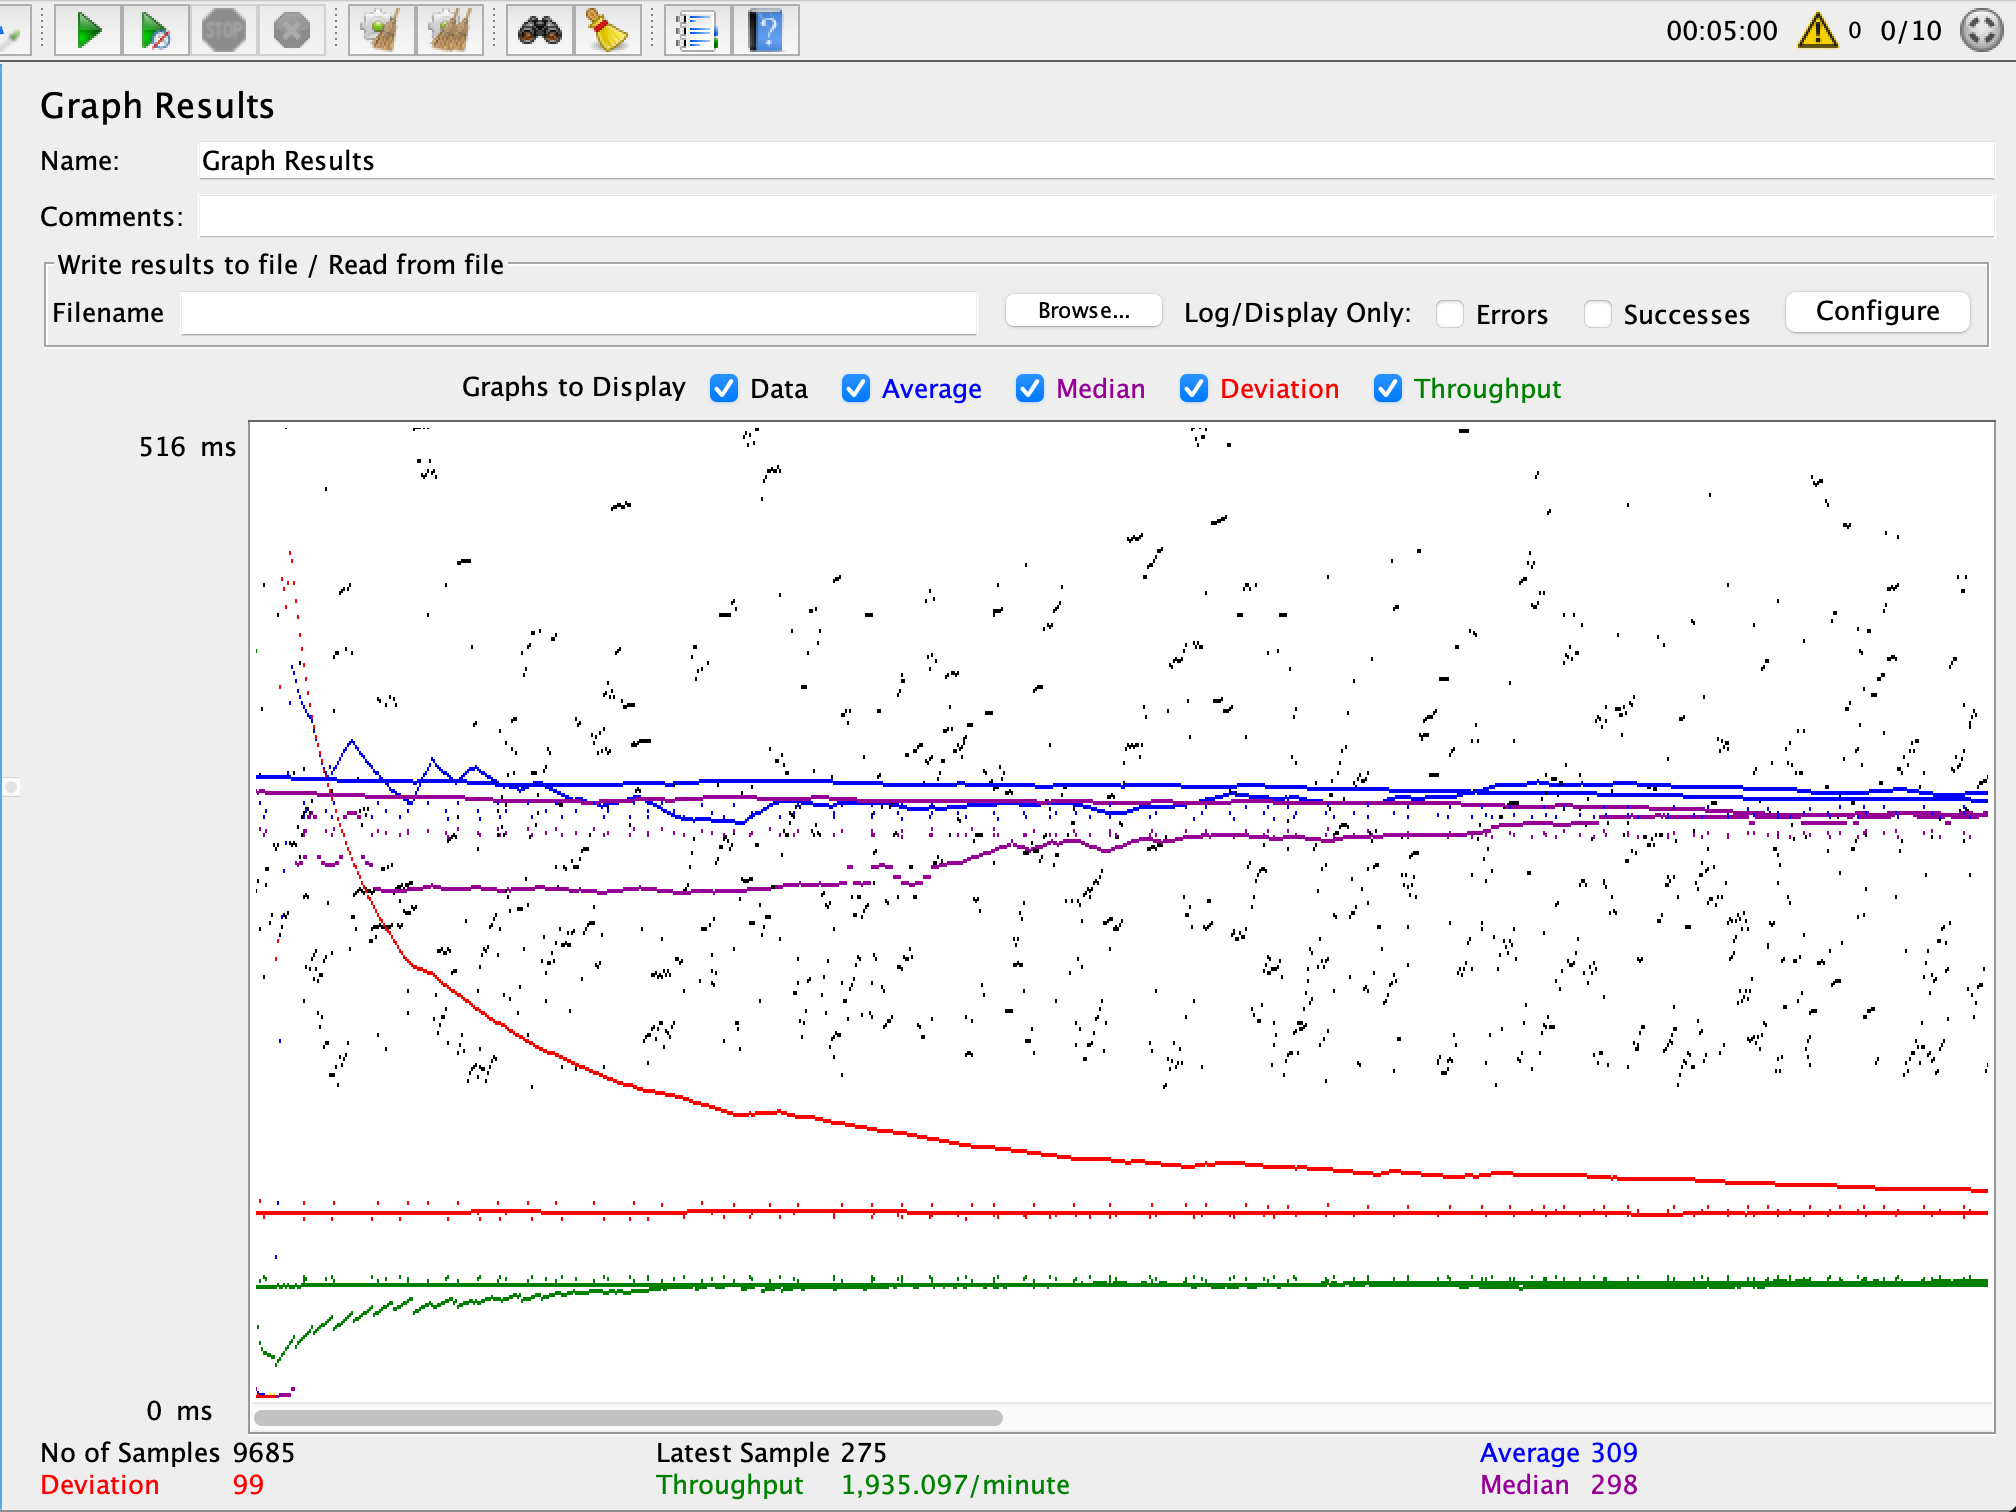 STOP
00:05:00 0 0/10
Graph Results
Name: Graph Results
Comments:
Write results to file / Read from file
Filename Browse... Log/Display Only: Errors Successes Configure
Graphs to Display Data Average Median Deviation Throughput
516 ms
0 ms
No of Samples 9685 Latest Sample 275 Average 309
Deviation 99 Throughput 1,935.097/minute Median 298